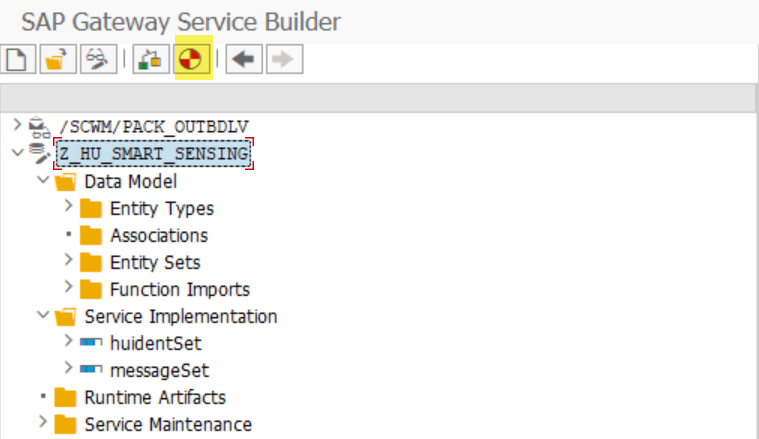 SAP Gateway Service Builder
/SCWM/PACK_OUTBDLV
Z_HU_SMART_SENSING
Data Model
Entity Types
Associations
Entity Sets
Function Imports
Service Implementation
huidentSet
messageSet
Runtime Artifacts
Service Maintenance